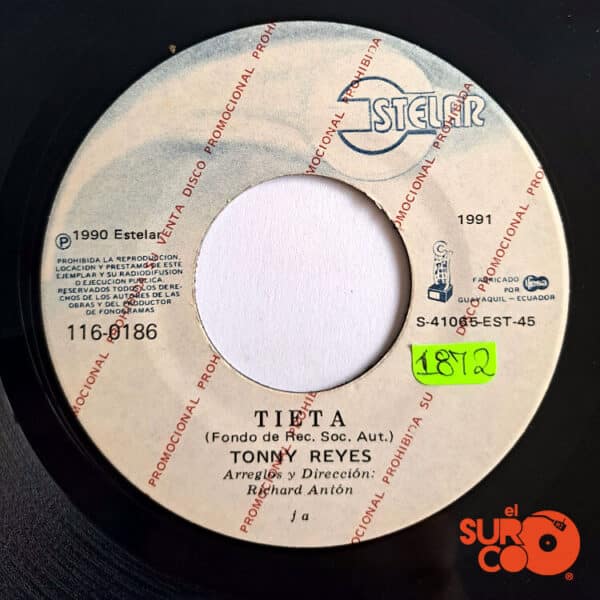 ESTELAR
DISCO PROMOCIONAL PROHIBIDA SU VENTA
℗ 1990 Estelar
1991
PROHIBIDA LA REPRODUCCION,
LOCACION Y PRESTAMO DE ESTE
EJEMPLAR Y SU RADIODIFUSION
O EJECUCION PUBLICA.
RESERVADOS TODOS LOS DERE-
CHOS DE LOS AUTORES DE LAS
OBRAS Y DEL PRODUCTOR
DE FONOGRAMAS
FABRICADO
POR
GUAYAQUIL – ECUADOR
116-0186
S-41065-EST-45
1872
TIETA
(Fondo de Rec. Soc. Aut.)
TONNY REYES
Arreglos y Dirección:
Richard Antón
j a
el
SURCO
®